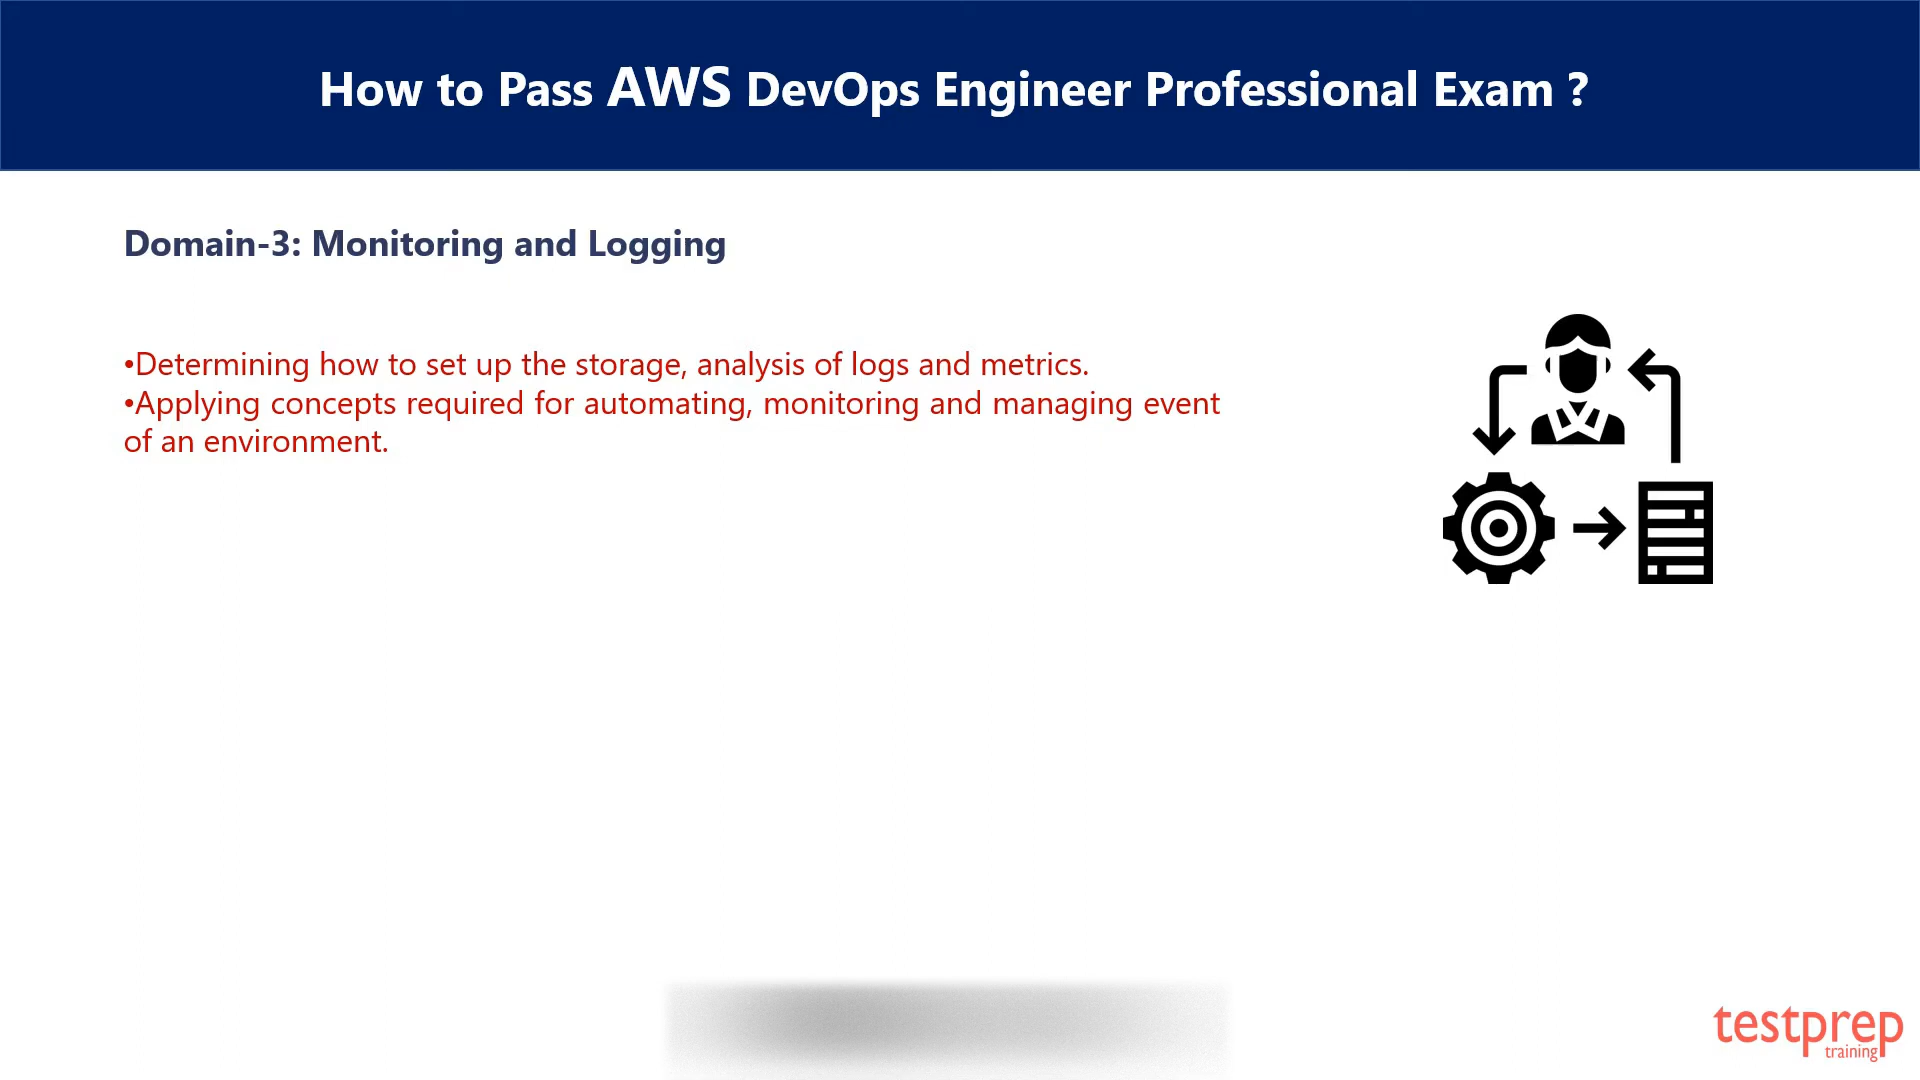 How to Pass AWS DevOps Engineer Professional Exam ?
Domain-3: Monitoring and Logging
•Determining how to set up the storage, analysis of logs and metrics.
•Applying concepts required for automating, monitoring and managing event
of an environment.
testprep
training